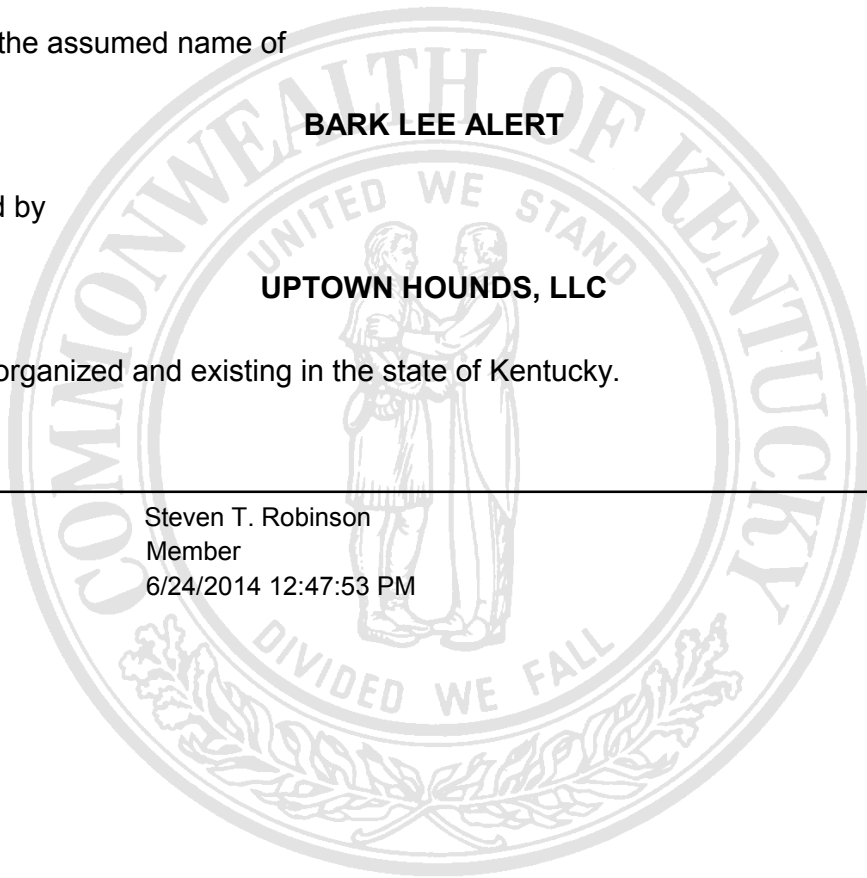 the assumed name of
BARK LEE ALERT
d by
UPTOWN HOUNDS, LLC
organized and existing in the state of Kentucky.
Steven T. Robinson
Member
6/24/2014 12:47:53 PM
COMMONWEALTH OF KENTUCKY
UNITED WE STAND
DIVIDED WE FALL